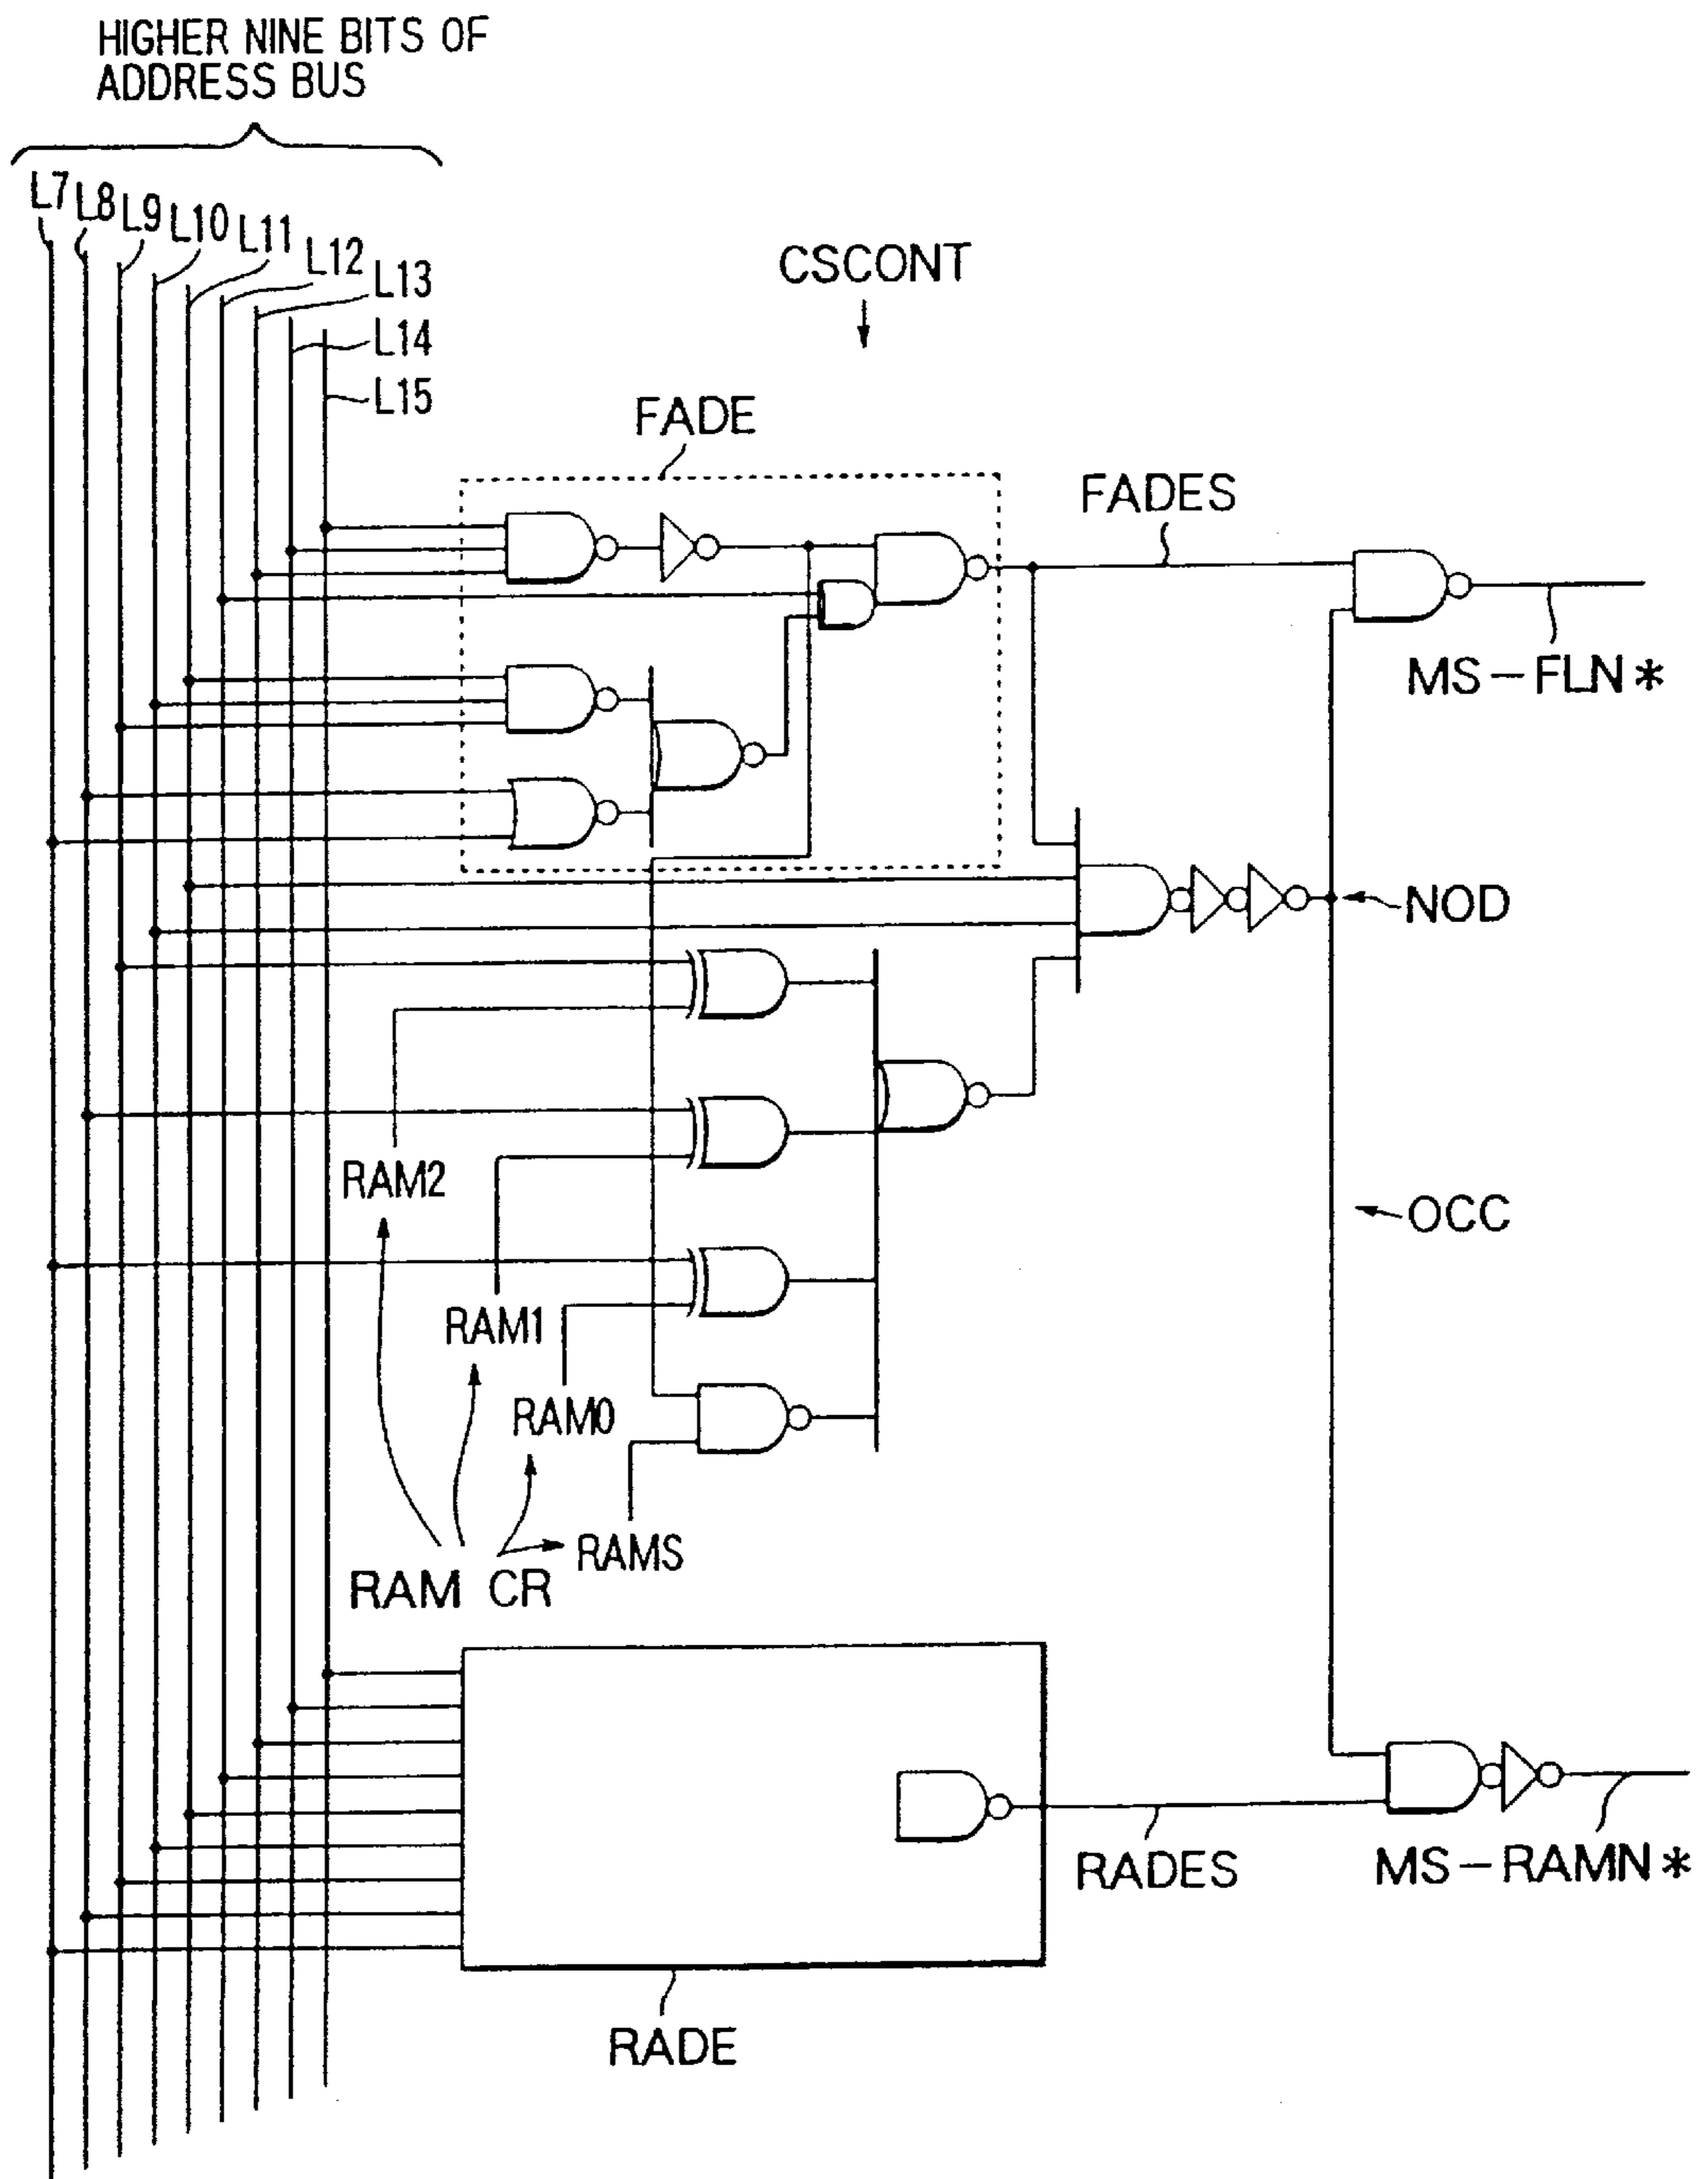 HIGHER NINE BITS OF
ADDRESS BUS
L7
L8
L9
L10
L11
L12
L13
L14
L15
CSCONT
FADE
FADES
MS-FLN*
NOD
RAM2
OCC
RAM1
RAM0
RAMS
RAM CR
RADES
MS-RAMN*
RADE